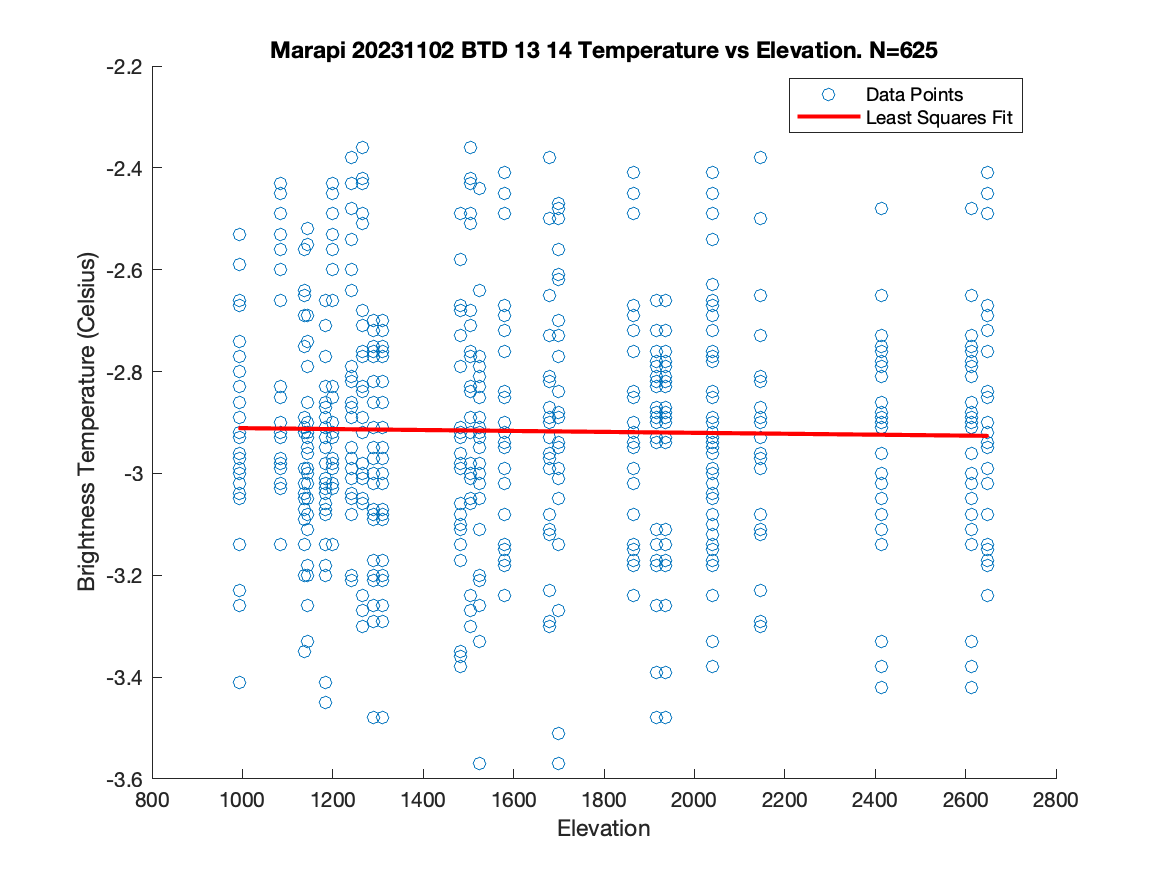 Marapi 20231102 BTD 13 14 Temperature vs Elevation. N=625
Data Points
Least Squares Fit
Brightness Temperature (Celsius)
-2.2
-2.4
-2.6
-2.8
-3
-3.2
-3.4
-3.6
800 1000 1200 1400 1600 1800 2000 2200 2400 2600 2800
Elevation